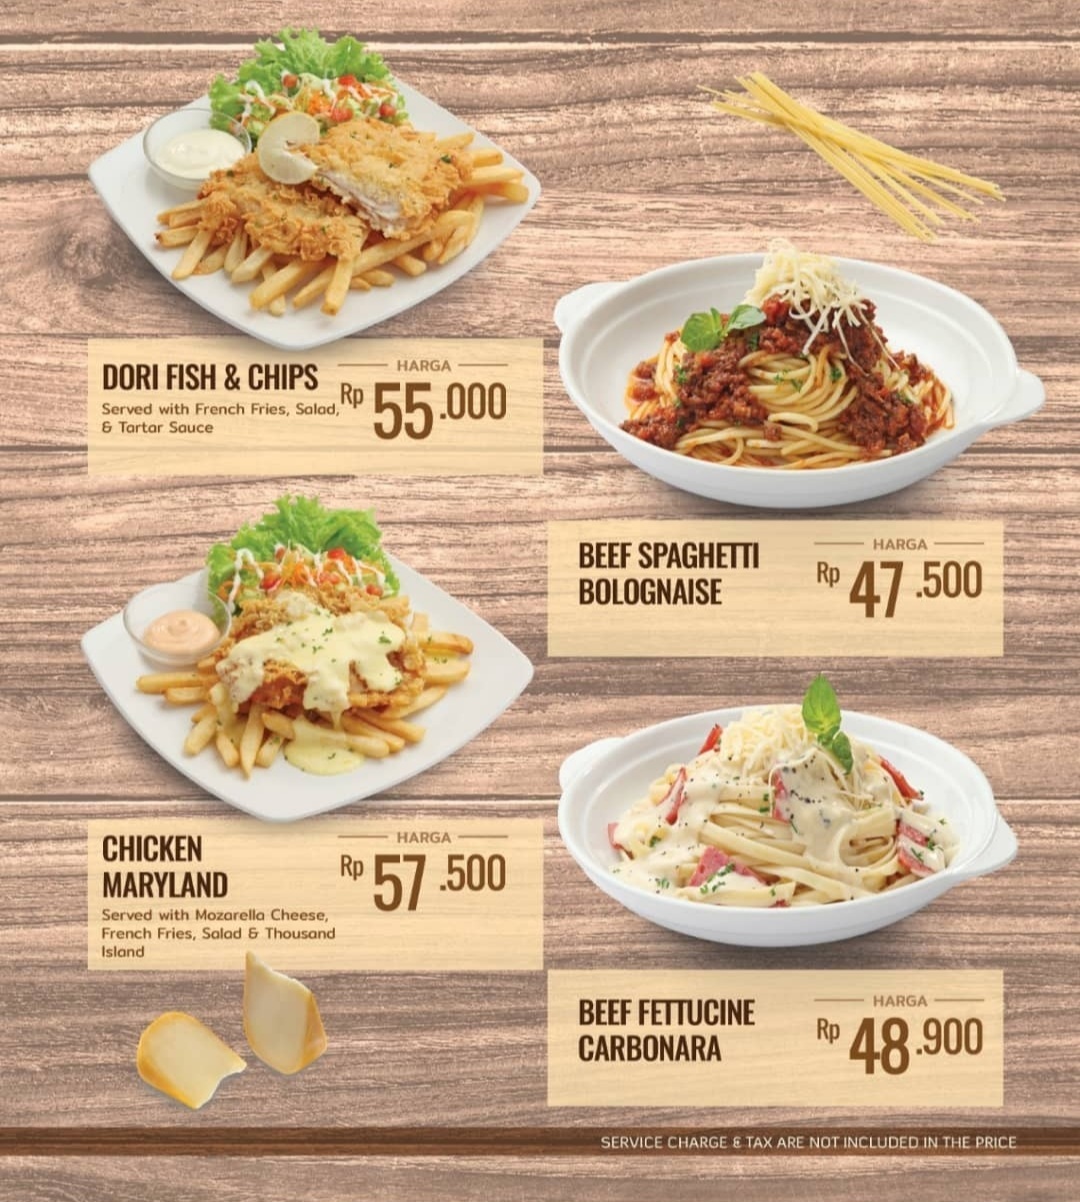 DORI FISH & CHIPS
Served with French Fries, Salad,
& Tartar Sauce
HARGA
Rp 55.000
BEEF SPAGHETTI
BOLOGNAISE
HARGA
Rp 47.500
CHICKEN
MARYLAND
Served with Mozarella Cheese,
French Fries, Salad & Thousand
Island
HARGA
Rp 57.500
BEEF FETTUCINE
CARBONARA
HARGA
Rp 48.900
SERVICE CHARGE & TAX ARE NOT INCLUDED IN THE PRICE